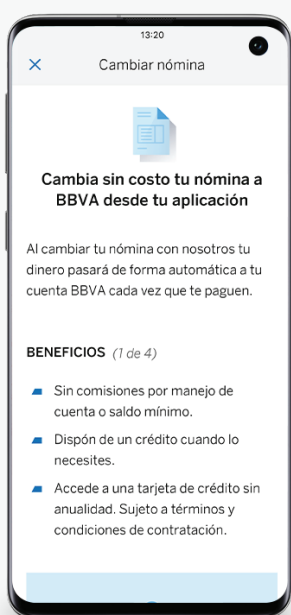 13:20
Cambiar nómina
Cambia sin costo tu nómina a
BBVA desde tu aplicación
Al cambiar tu nómina con nosotros tu
dinero pasará de forma automática a tu
cuenta BBVA cada vez que te paguen.
BENEFICIOS (1 de 4)
Sin comisiones por manejo de
cuenta o saldo mínimo.
Dispón de un crédito cuando lo
necesites.
Accede a una tarjeta de crédito sin
anualidad. Sujeto a términos y
condiciones de contratación.